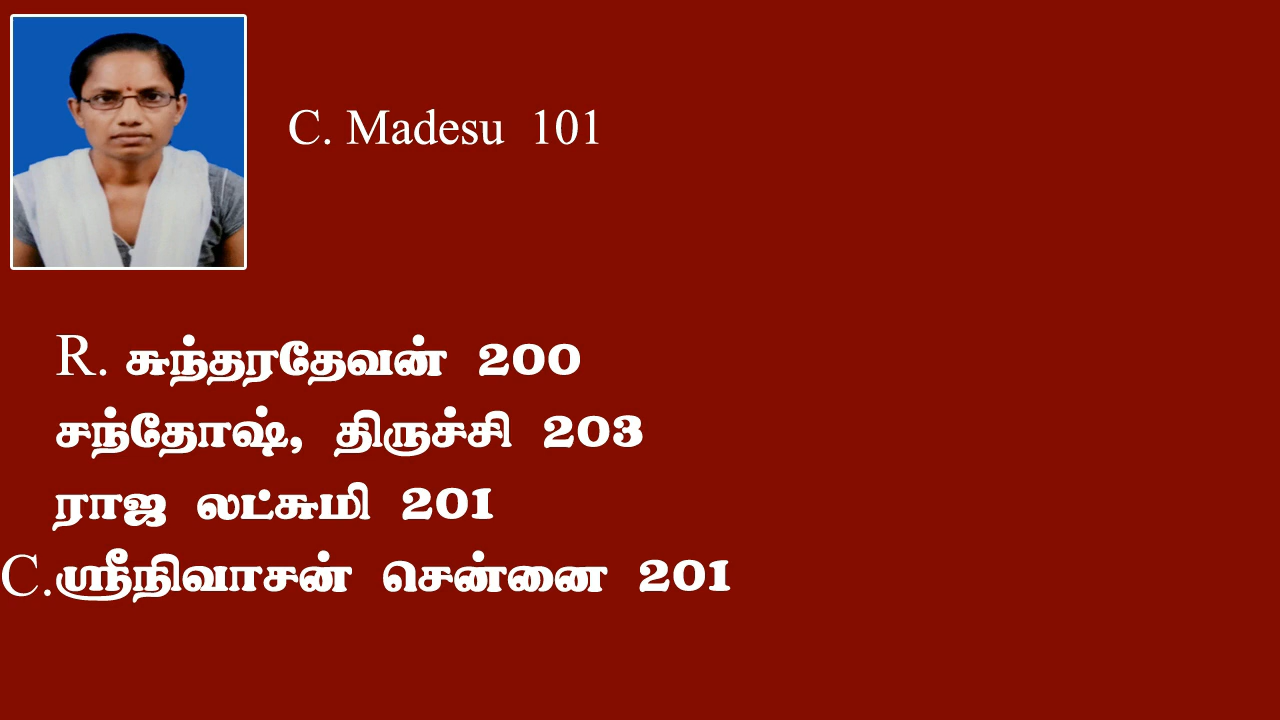 C. Madesu 101
R. சுந்தரதேவன் 200
சந்தோஷ், திருச்சி 203
ராஜ லட்சுமி 201
C.ஸ்ரீநிவாசன் சென்னை 201